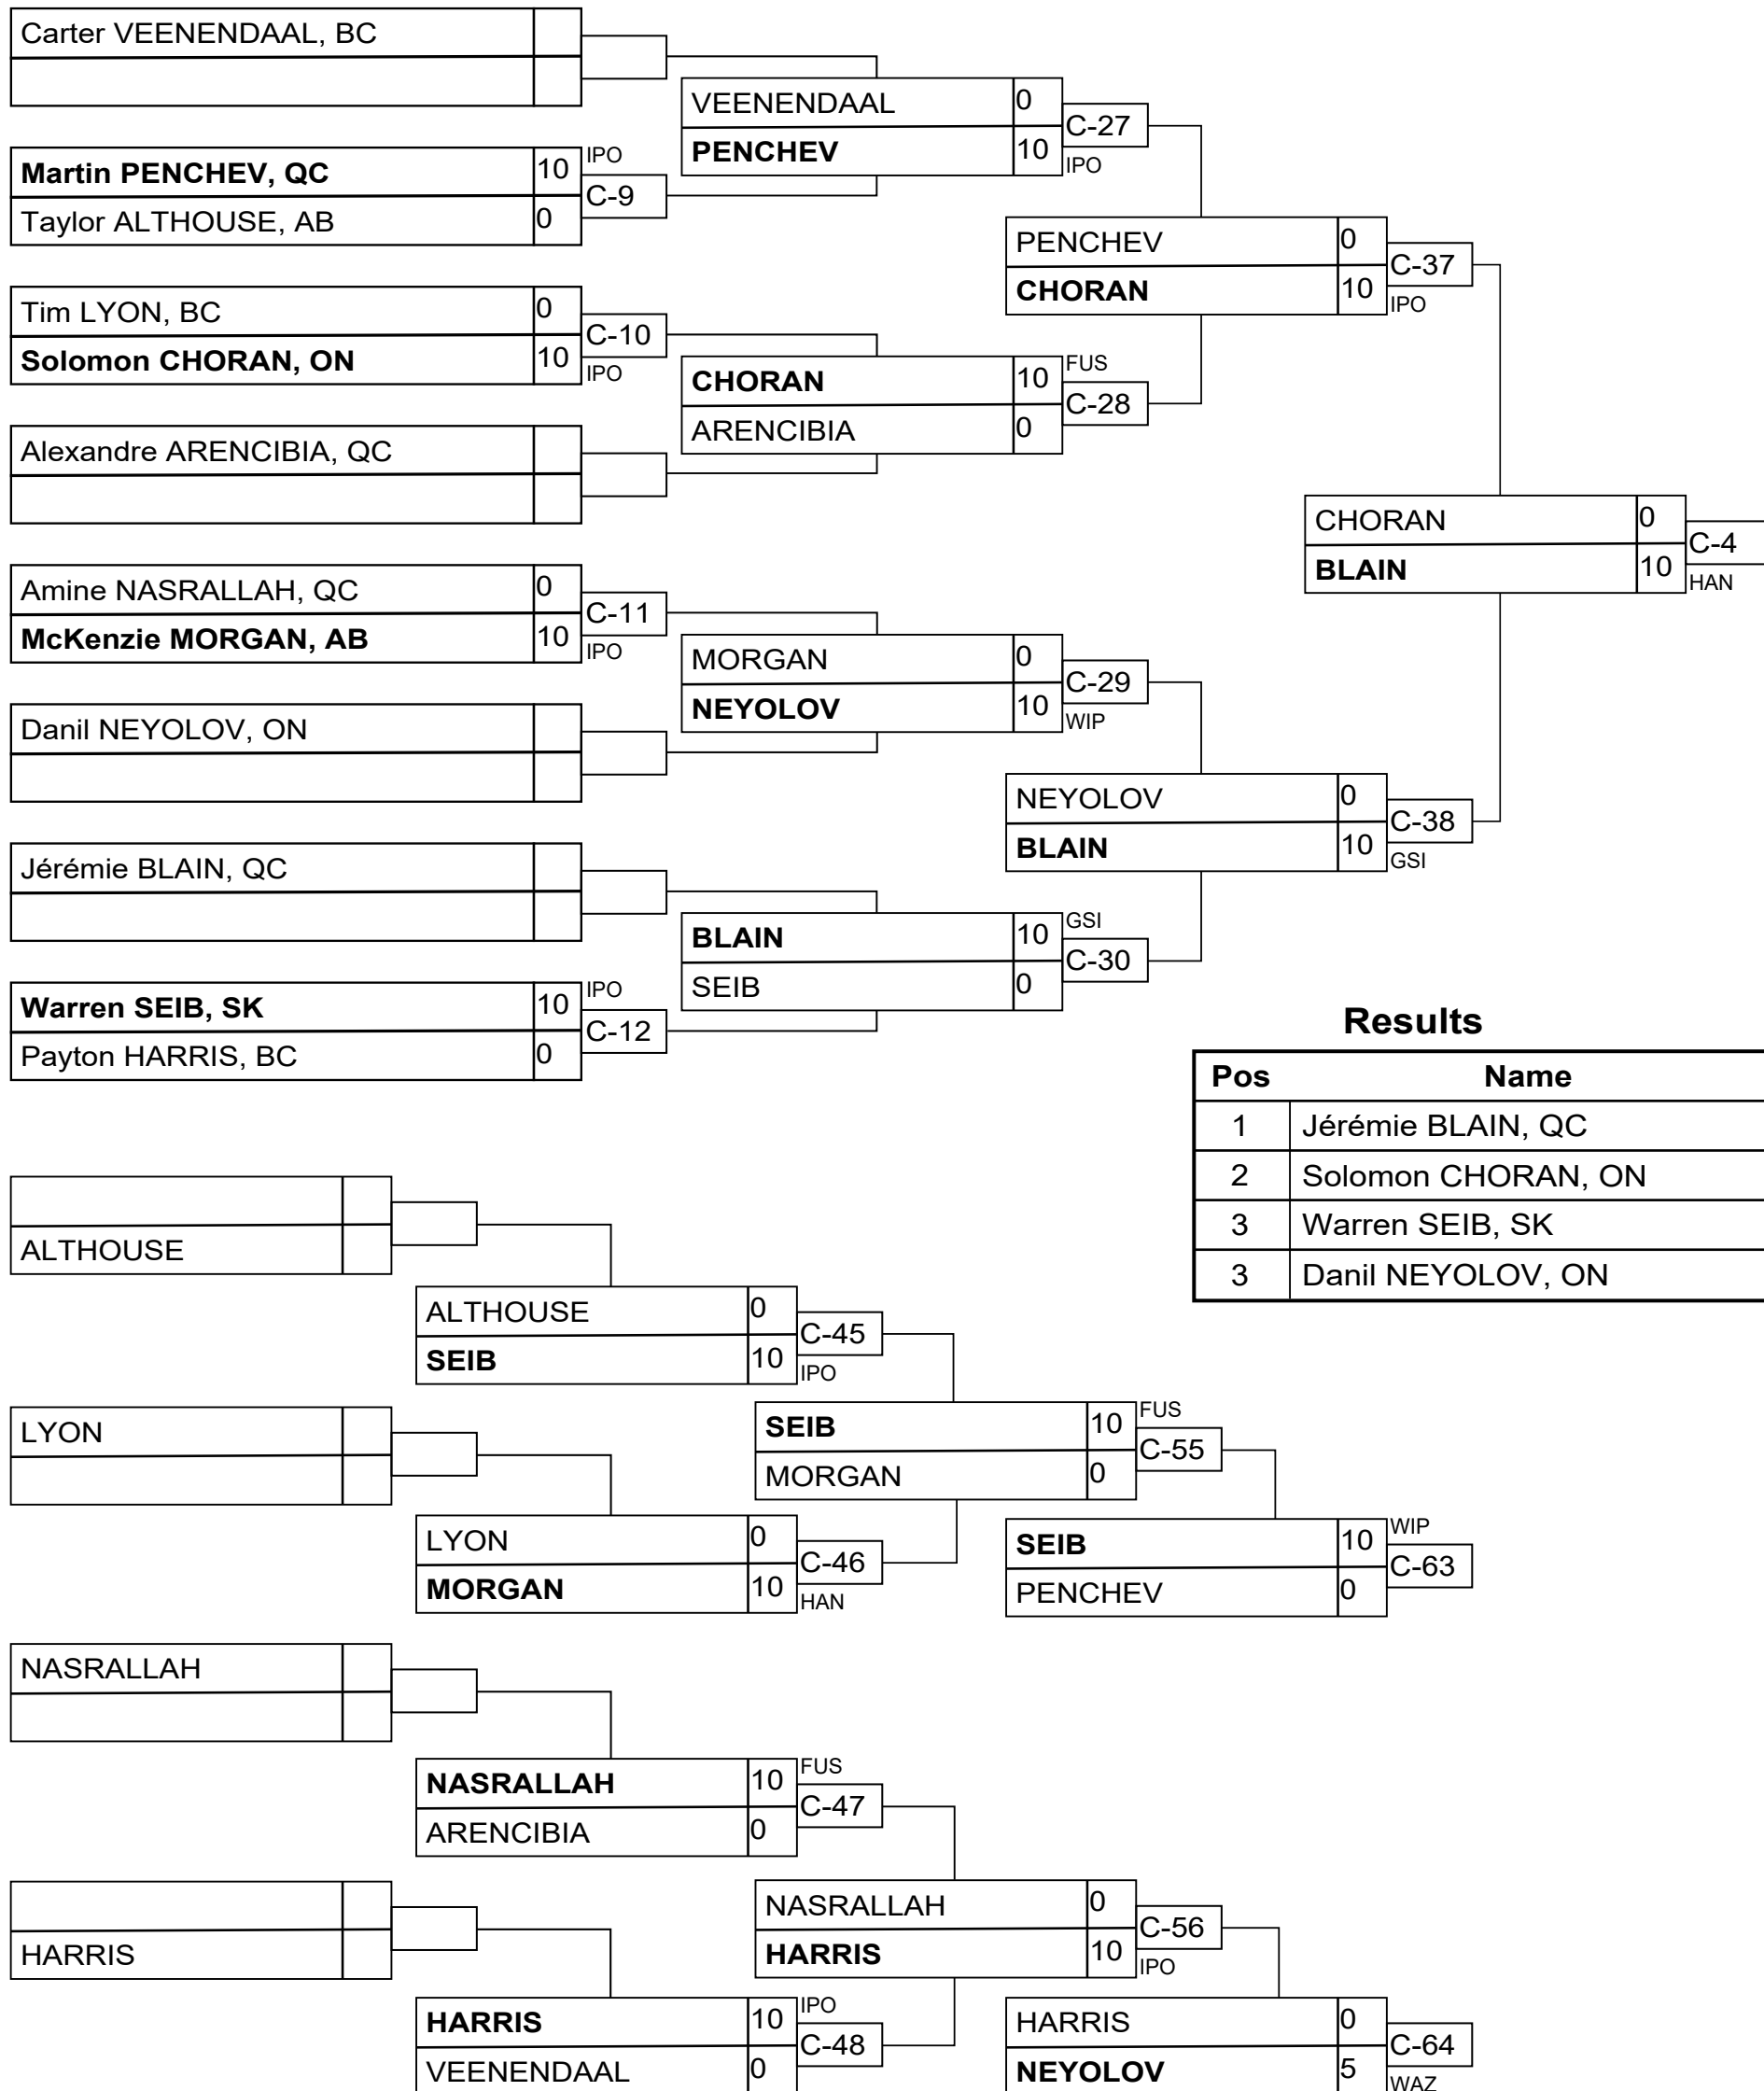 Carter VEENENDAAL, BC
VEENENDAAL 0
C-27
PENCHEV 10
IPO
Martin PENCHEV, QC 10
IPO
C-9
Taylor ALTHOUSE, AB 0
PENCHEV 0
C-37
CHORAN 10
IPO
Tim LYON, BC 0
C-10
Solomon CHORAN, ON 10
IPO
CHORAN 10
FUS
C-28
ARENCIBIA 0
Alexandre ARENCIBIA, QC
CHORAN 0
C-4
BLAIN 10
HAN
Amine NASRALLAH, QC 0
C-11
McKenzie MORGAN, AB 10
IPO
MORGAN 0
C-29
NEYOLOV 10
WIP
Danil NEYOLOV, ON
NEYOLOV 0
C-38
BLAIN 10
GSI
Jérémie BLAIN, QC
BLAIN 10
GSI
C-30
SEIB 0
Warren SEIB, SK 10
IPO
C-12
Payton HARRIS, BC 0
Results
Pos Name
1 Jérémie BLAIN, QC
2 Solomon CHORAN, ON
3 Warren SEIB, SK
3 Danil NEYOLOV, ON
ALTHOUSE
ALTHOUSE 0
C-45
SEIB 10
IPO
LYON
SEIB 10
FUS
C-55
MORGAN 0
LYON 0
C-46
MORGAN 10
HAN
SEIB 10
WIP
C-63
PENCHEV 0
NASRALLAH
NASRALLAH 10
FUS
C-47
ARENCIBIA 0
NASRALLAH 0
C-56
HARRIS 10
IPO
HARRIS
HARRIS 10
IPO
C-48
VEENENDAAL 0
HARRIS 0
C-64
NEYOLOV 5
WAZ